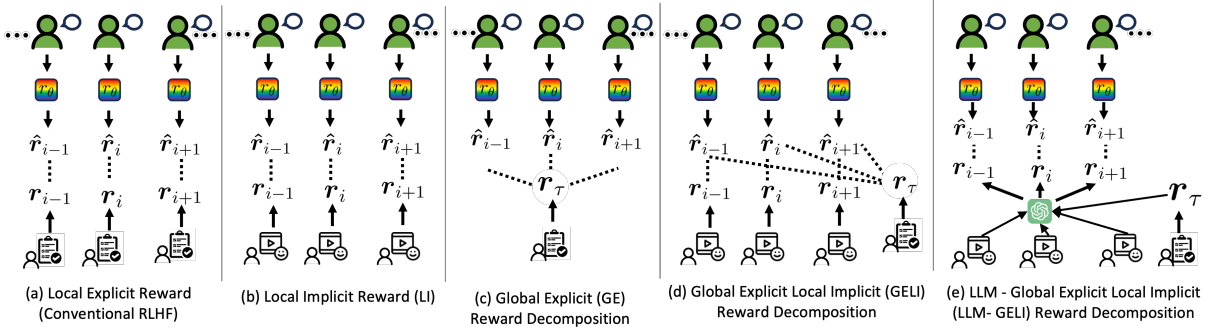 r_θ r_θ r_θ
r̂_{i-1} r̂_i r̂_{i+1}
r_{i-1} r_i r_{i+1}
(a) Local Explicit Reward
(Conventional RLHF)
r_θ r_θ r_θ
r̂_{i-1} r̂_i r̂_{i+1}
r_{i-1} r_i r_{i+1}
(b) Local Implicit Reward (LI)
r_θ r_θ r_θ
r̂_{i-1} r̂_i r̂_{i+1}
r_τ
(c) Global Explicit (GE)
Reward Decomposition
r_θ r_θ r_θ
r̂_{i-1} r̂_i r̂_{i+1}
r_{i-1} r_i r_{i+1} r_τ
(d) Global Explicit Local Implicit (GELI)
Reward Decomposition
r_θ r_θ r_θ
r̂_{i-1} r̂_i r̂_{i+1}
r_{i-1} r_i r_{i+1}
r_τ
(e) LLM - Global Explicit Local Implicit
(LLM- GELI) Reward Decomposition